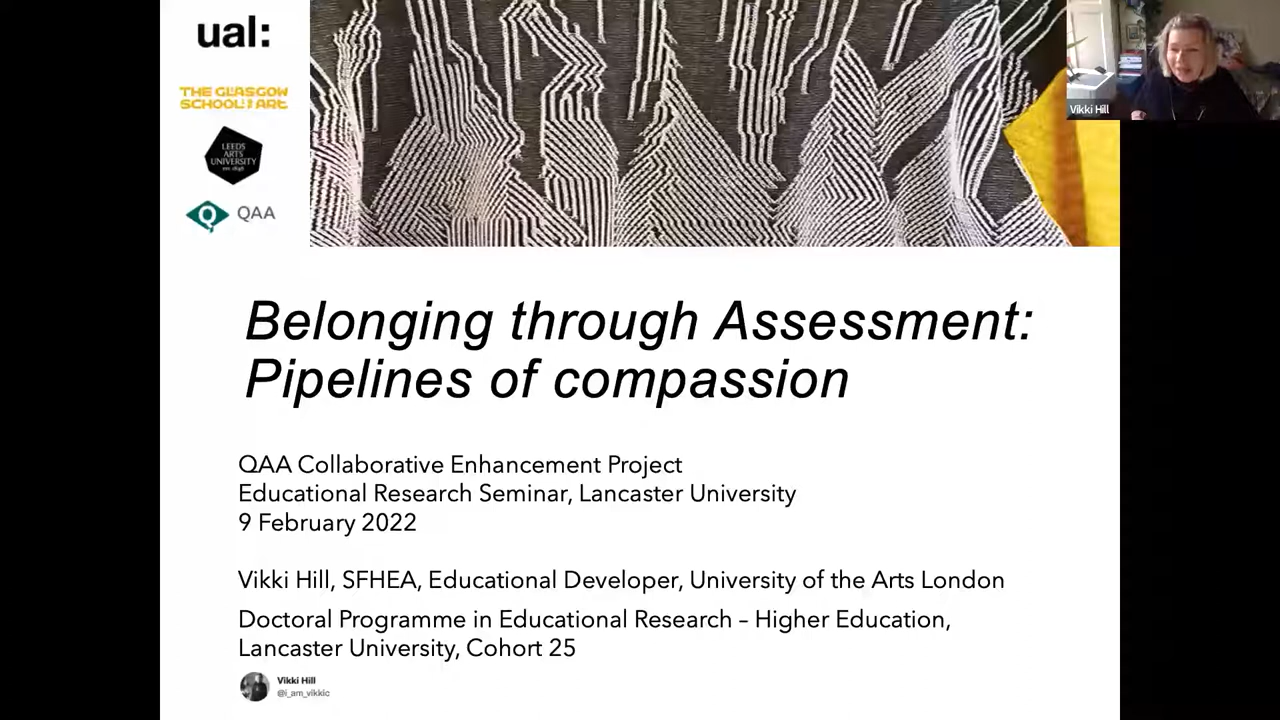 ual:
THE GLASGOW
SCHOOL OF ART
LEEDS
ARTS
UNIVERSITY
QAA
Vikki Hill
Belonging through Assessment:
Pipelines of compassion
QAA Collaborative Enhancement Project
Educational Research Seminar, Lancaster University
9 February 2022
Vikki Hill, SFHEA, Educational Developer, University of the Arts London
Doctoral Programme in Educational Research – Higher Education,
Lancaster University, Cohort 25
Vikki Hill
@i_am_vikkic